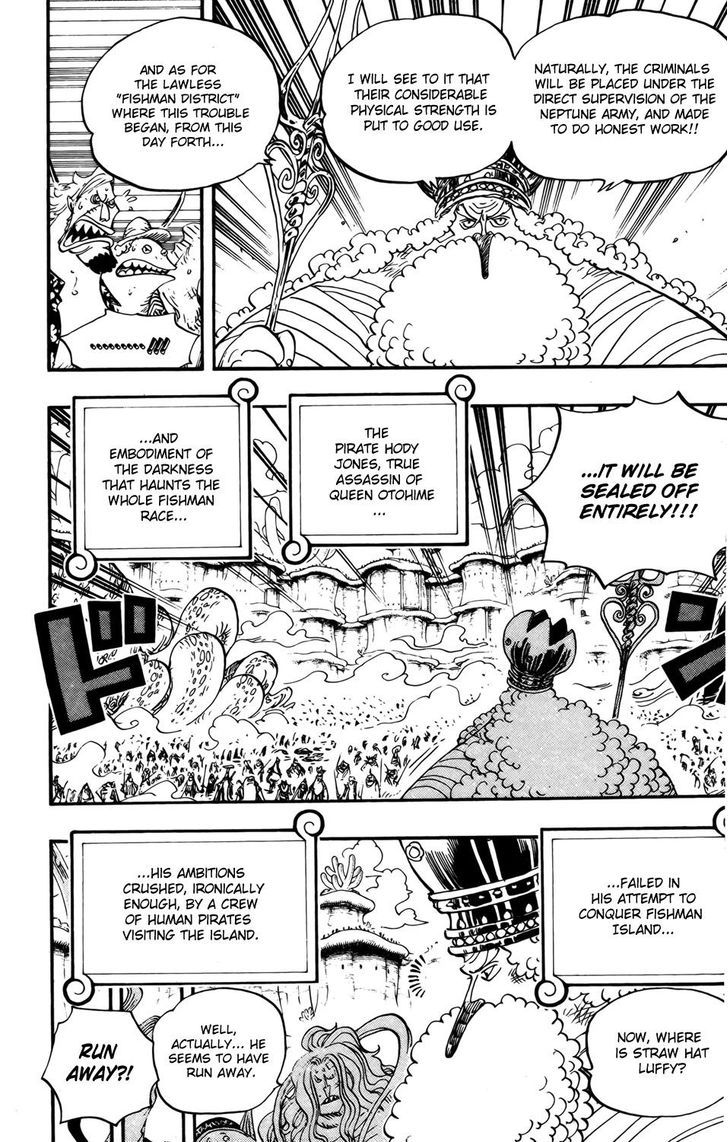 NATURALLY, THE CRIMINALS
WILL BE PLACED UNDER THE
DIRECT SUPERVISION OF THE
NEPTUNE ARMY, AND MADE
TO DO HONEST WORK!!
I WILL SEE TO IT THAT
THEIR CONSIDERABLE
PHYSICAL STRENGTH IS
PUT TO GOOD USE.
AND AS FOR
THE LAWLESS
"FISHMAN DISTRICT"
WHERE THIS TROUBLE
BEGAN, FROM THIS
DAY FORTH...
............!!!
...IT WILL BE
SEALED OFF
ENTIRELY!!!
THE
PIRATE HODY
JONES, TRUE
ASSASSIN OF
QUEEN OTOHIME
...
...AND
EMBODIMENT OF
THE DARKNESS
THAT HAUNTS THE
WHOLE FISHMAN
RACE...
ドン
...FAILED IN
HIS ATTEMPT TO
CONQUER FISHMAN
ISLAND...
...HIS AMBITIONS
CRUSHED, IRONICALLY
ENOUGH, BY A CREW
OF HUMAN PIRATES
VISITING THE ISLAND.
NOW, WHERE
IS STRAW HAT
LUFFY?
WELL,
ACTUALLY... HE
SEEMS TO HAVE
RUN AWAY.
RUN
AWAY?!